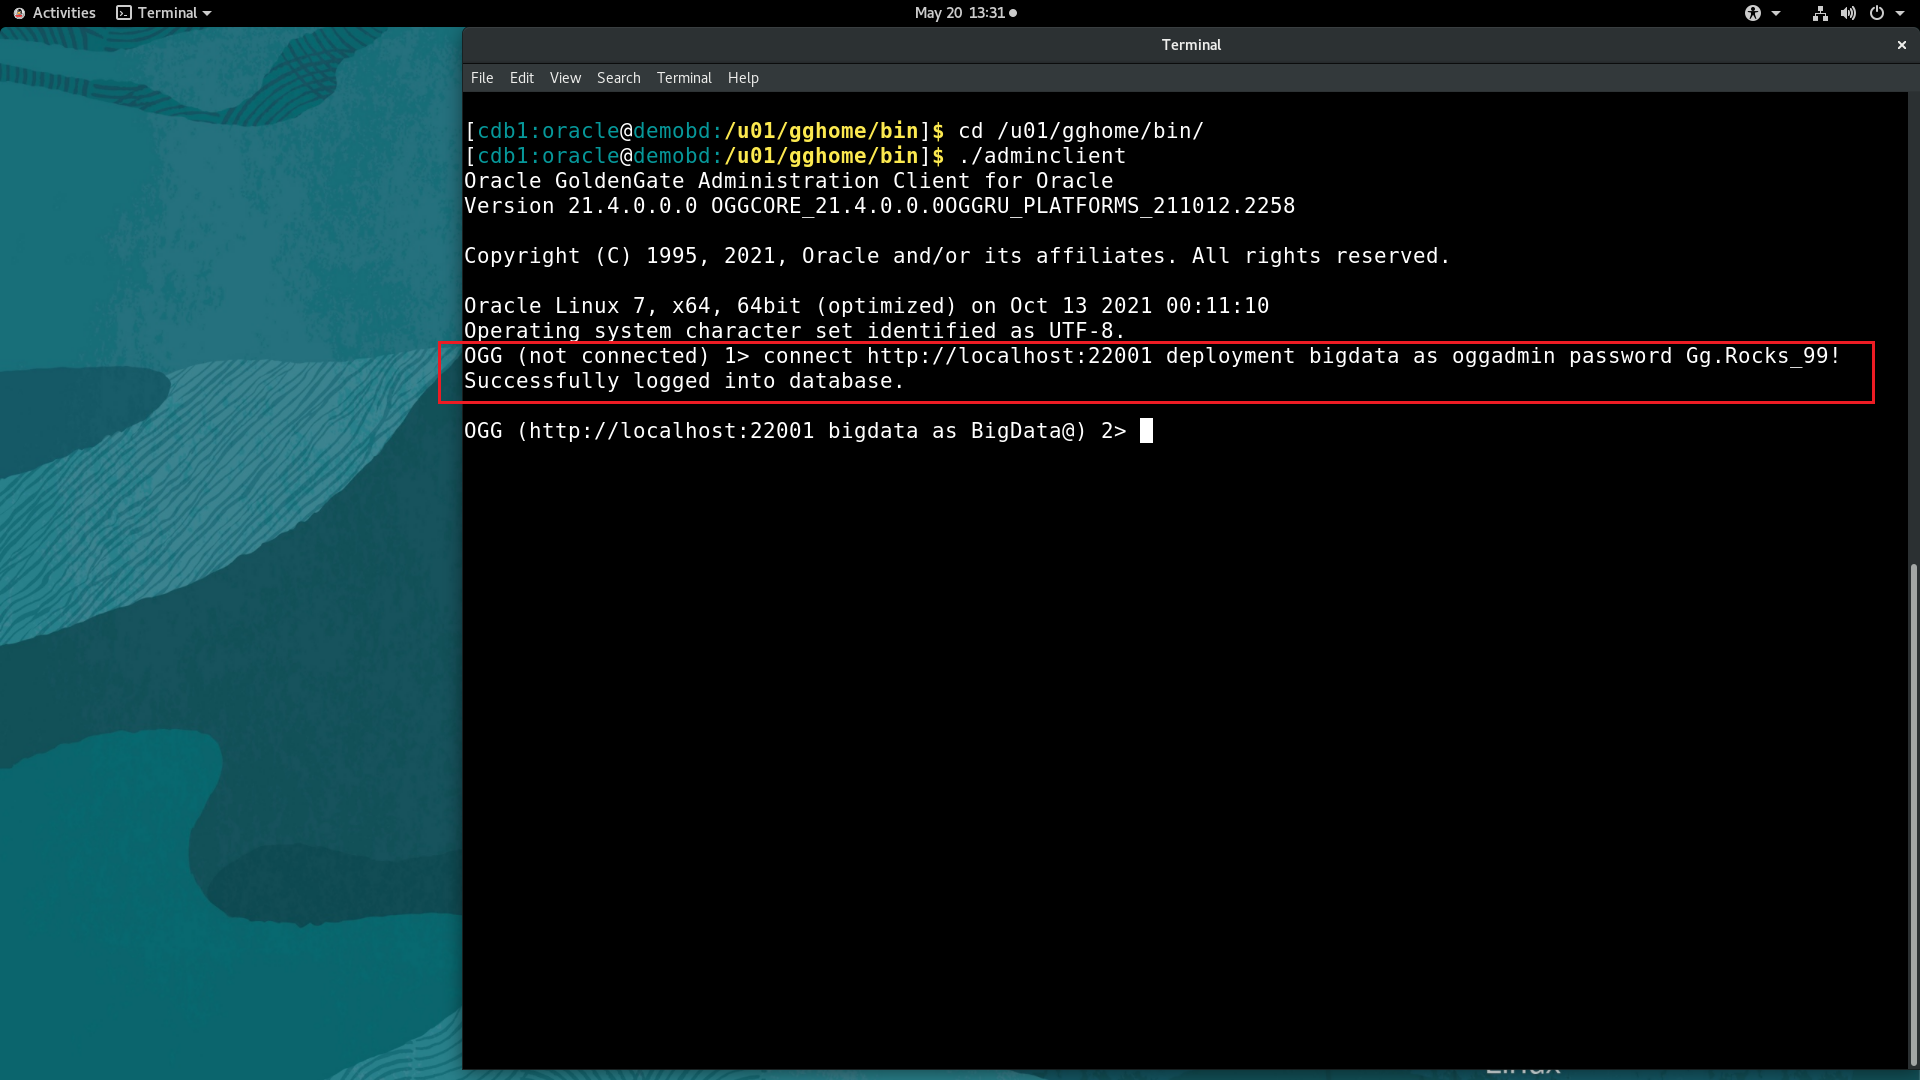 Activities Terminal May 20 13:31
Terminal
File Edit View Search Terminal Help
[cdb1:oracle@demobd:/u01/gghome/bin]$ cd /u01/gghome/bin/
[cdb1:oracle@demobd:/u01/gghome/bin]$ ./adminclient
Oracle GoldenGate Administration Client for Oracle
Version 21.4.0.0.0 OGGCORE_21.4.0.0.0OGGRU_PLATFORMS_211012.2258
Copyright (C) 1995, 2021, Oracle and/or its affiliates. All rights reserved.
Oracle Linux 7, x64, 64bit (optimized) on Oct 13 2021 00:11:10
Operating system character set identified as UTF-8.
OGG (not connected) 1> connect http://localhost:22001 deployment bigdata as oggadmin password Gg.Rocks_99!
Successfully logged into database.
OGG (http://localhost:22001 bigdata as BigData@) 2>